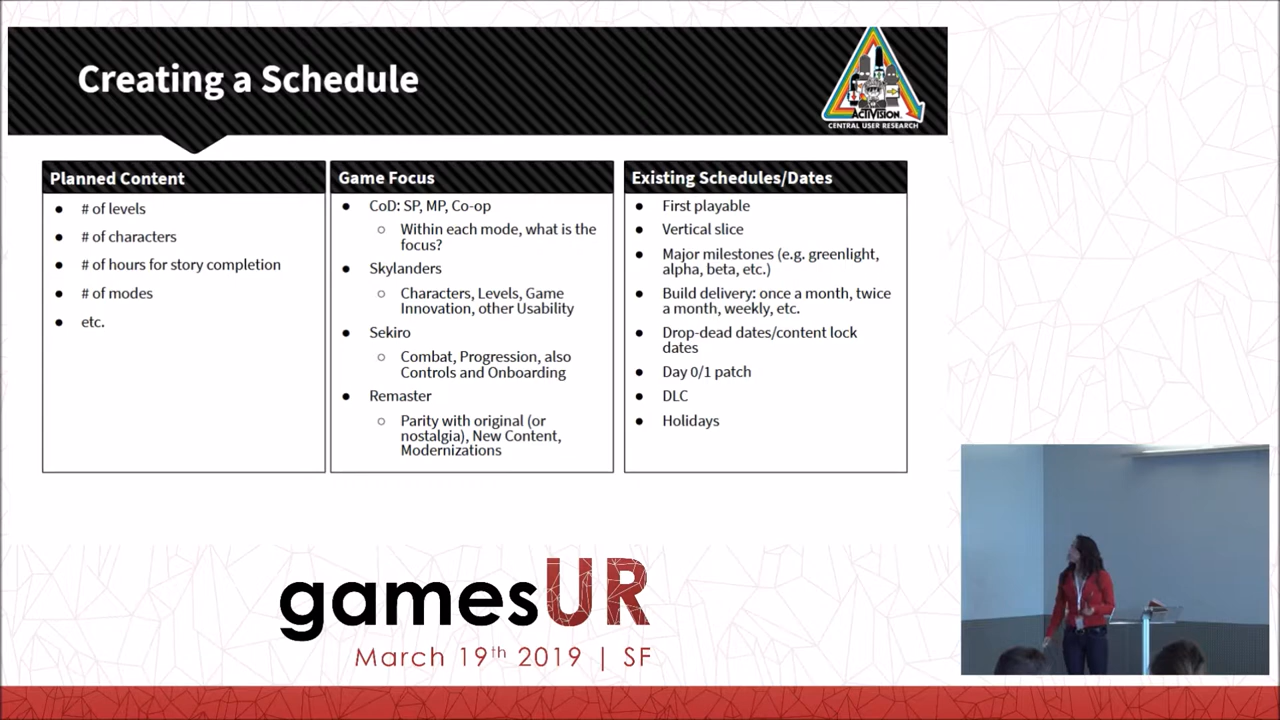 Creating a Schedule
ACTIVISION
CENTRAL USER RESEARCH
Planned Content
● # of levels
● # of characters
● # of hours for story completion
● # of modes
● etc.
Game Focus
● CoD: SP, MP, Co-op
○ Within each mode, what is the
focus?
● Skylanders
○ Characters, Levels, Game
Innovation, other Usability
● Sekiro
○ Combat, Progression, also
Controls and Onboarding
● Remaster
○ Parity with original (or
nostalgia), New Content,
Modernizations
Existing Schedules/Dates
● First playable
● Vertical slice
● Major milestones (e.g. greenlight,
alpha, beta, etc.)
● Build delivery: once a month, twice
a month, weekly, etc.
● Drop-dead dates/content lock
dates
● Day 0/1 patch
● DLC
● Holidays
gamesUR
March 19th 2019 | SF